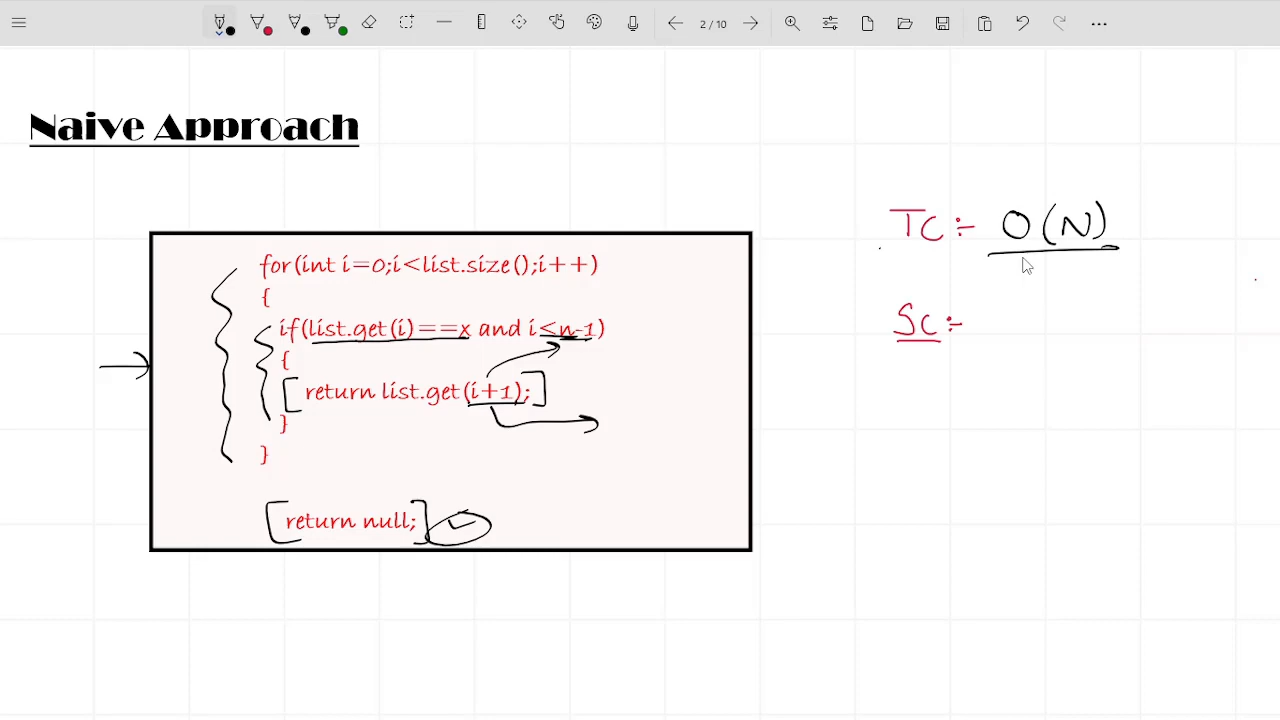 2/10
Naive Approach
for(int i=0;i<list.size();i++)
{
if(list.get(i)==x and i<n-1)
{
return list.get(i+1);
}
}
return null;
TC:- O(N)
SC:-